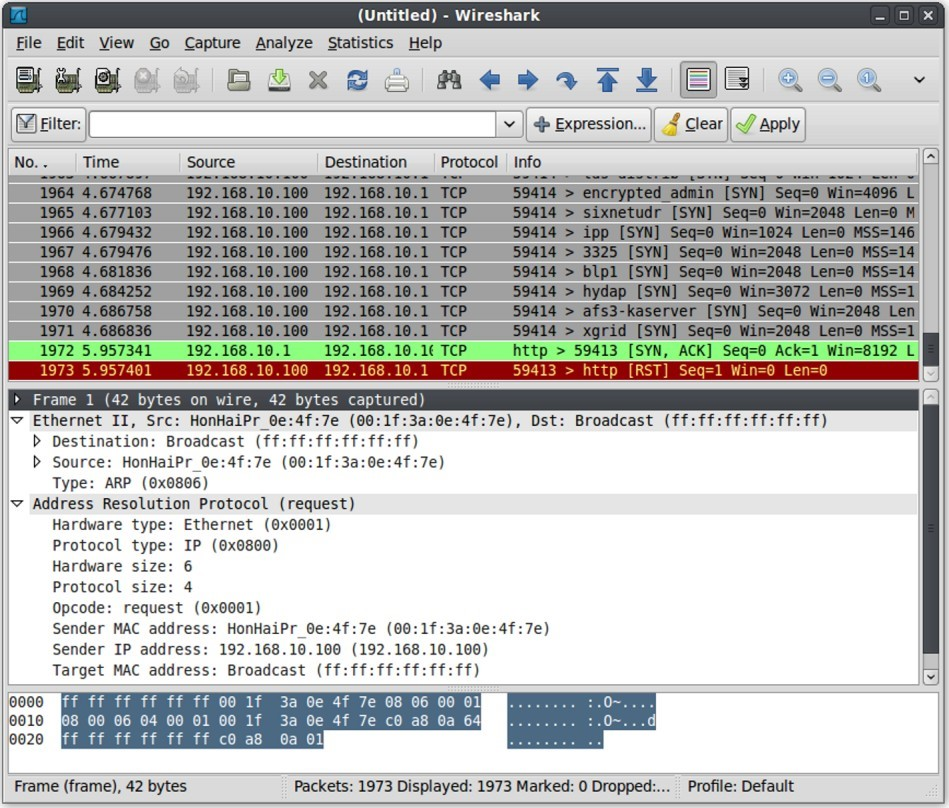 (Untitled) - Wireshark
File Edit View Go Capture Analyze Statistics Help
Filter: Expression... Clear Apply
No. . Time Source Destination Protocol Info
1964 4.674768 192.168.10.100 192.168.10.1 TCP 59414 > encrypted_admin [SYN] Seq=0 Win=4096 L
1965 4.677103 192.168.10.100 192.168.10.1 TCP 59414 > sixnetudr [SYN] Seq=0 Win=2048 Len=0 M
1966 4.679432 192.168.10.100 192.168.10.1 TCP 59414 > ipp [SYN] Seq=0 Win=1024 Len=0 MSS=146
1967 4.679476 192.168.10.100 192.168.10.1 TCP 59414 > 3325 [SYN] Seq=0 Win=2048 Len=0 MSS=14
1968 4.681836 192.168.10.100 192.168.10.1 TCP 59414 > blp1 [SYN] Seq=0 Win=2048 Len=0 MSS=14
1969 4.684252 192.168.10.100 192.168.10.1 TCP 59414 > hydap [SYN] Seq=0 Win=3072 Len=0 MSS=1
1970 4.686758 192.168.10.100 192.168.10.1 TCP 59414 > afs3-kaserver [SYN] Seq=0 Win=2048 Len
1971 4.686836 192.168.10.100 192.168.10.1 TCP 59414 > xgrid [SYN] Seq=0 Win=2048 Len=0 MSS=1
1972 5.957341 192.168.10.1 192.168.10.10 TCP http > 59413 [SYN, ACK] Seq=0 Ack=1 Win=8192 L
1973 5.957401 192.168.10.100 192.168.10.1 TCP 59413 > http [RST] Seq=1 Win=0 Len=0
Frame 1 (42 bytes on wire, 42 bytes captured)
Ethernet II, Src: HonHaiPr_0e:4f:7e (00:1f:3a:0e:4f:7e), Dst: Broadcast (ff:ff:ff:ff:ff:ff)
Destination: Broadcast (ff:ff:ff:ff:ff:ff)
Source: HonHaiPr_0e:4f:7e (00:1f:3a:0e:4f:7e)
Type: ARP (0x0806)
Address Resolution Protocol (request)
Hardware type: Ethernet (0x0001)
Protocol type: IP (0x0800)
Hardware size: 6
Protocol size: 4
Opcode: request (0x0001)
Sender MAC address: HonHaiPr_0e:4f:7e (00:1f:3a:0e:4f:7e)
Sender IP address: 192.168.10.100 (192.168.10.100)
Target MAC address: Broadcast (ff:ff:ff:ff:ff:ff)
0000 ff ff ff ff ff ff 00 1f 3a 0e 4f 7e 08 06 00 01 ........ :.O~....
0010 08 00 06 04 00 01 00 1f 3a 0e 4f 7e c0 a8 0a 64 ........ :.O~...d
0020 ff ff ff ff ff ff c0 a8 0a 01 ........ ..
Frame (frame), 42 bytes Packets: 1973 Displayed: 1973 Marked: 0 Dropped:... Profile: Default